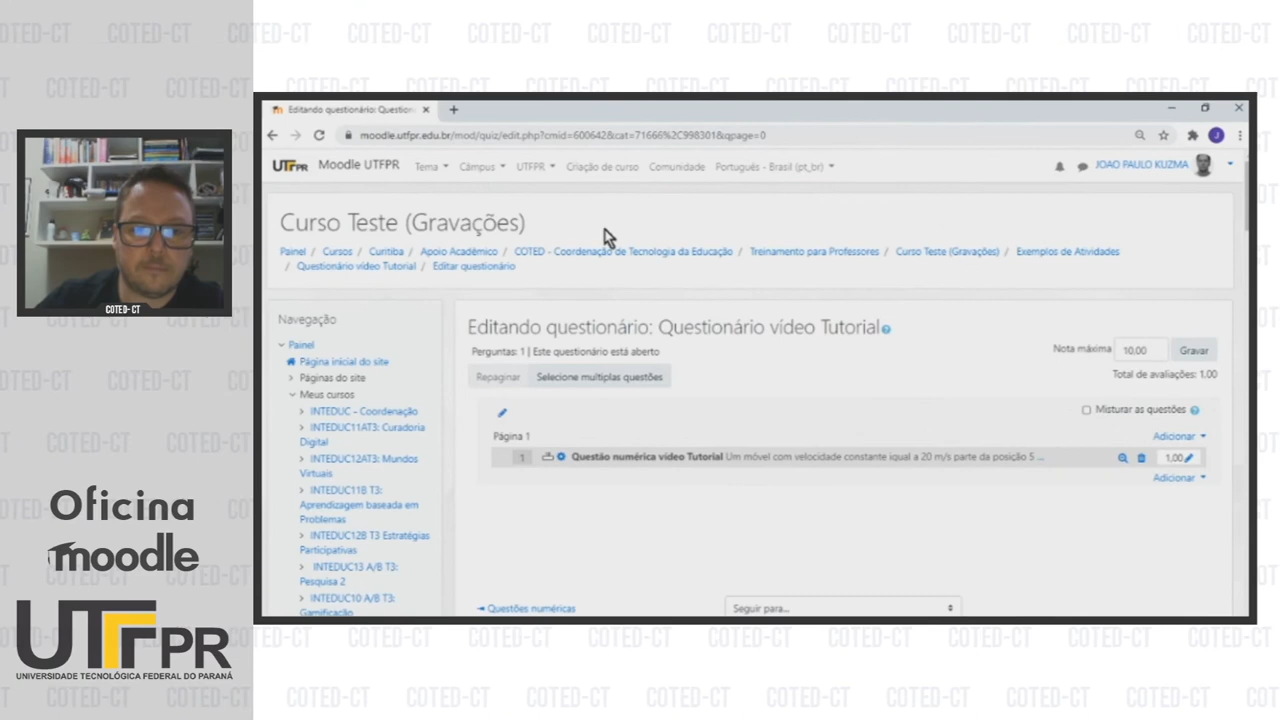 COTED-CT
Oficina
moodle
UTFPR
UNIVERSIDADE TECNOLÓGICA FEDERAL DO PARANÁ
Editando questionário: Question
moodle.utfpr.edu.br/mod/quiz/edit.php?cmid=600642&cat=71666%2C998301&qpage=0
J
UTFPR Moodle UTFPR Tema Câmpus UTFPR Criação de curso Comunidade Português - Brasil (pt_br) JOAO PAULO KUZMA
Curso Teste (Gravações)
Painel / Cursos / Curitiba / Apoio Acadêmico / COTED - Coordenação de Tecnologia da Educação / Treinamento para Professores / Curso Teste (Gravações) / Exemplos de Atividades
/ Questionário vídeo Tutorial / Editar questionário
Navegação
Painel
Página inicial do site
Páginas do site
Meus cursos
INTEDUC - Coordenação
INTEDUC11AT3: Curadoria
Digital
INTEDUC12AT3: Mundos
Virtuais
INTEDUC11B T3:
Aprendizagem baseada em
Problemas
INTEDUC12B T3 Estratégias
Participativas
INTEDUC13 A/B T3:
Pesquisa 2
INTEDUC10 A/B T3:
Gamificação
Editando questionário: Questionário vídeo Tutorial
Perguntas: 1 | Este questionário está aberto
Nota máxima 10,00 Gravar
Total de avaliações: 1,00
Repaginar Selecione multiplas questões
Misturar as questões
Página 1
Adicionar
1 Questão numérica vídeo Tutorial Um móvel com velocidade constante igual a 20 m/s parte da posição 5 ... 1,00
Adicionar
Questões numéricas
Seguir para...